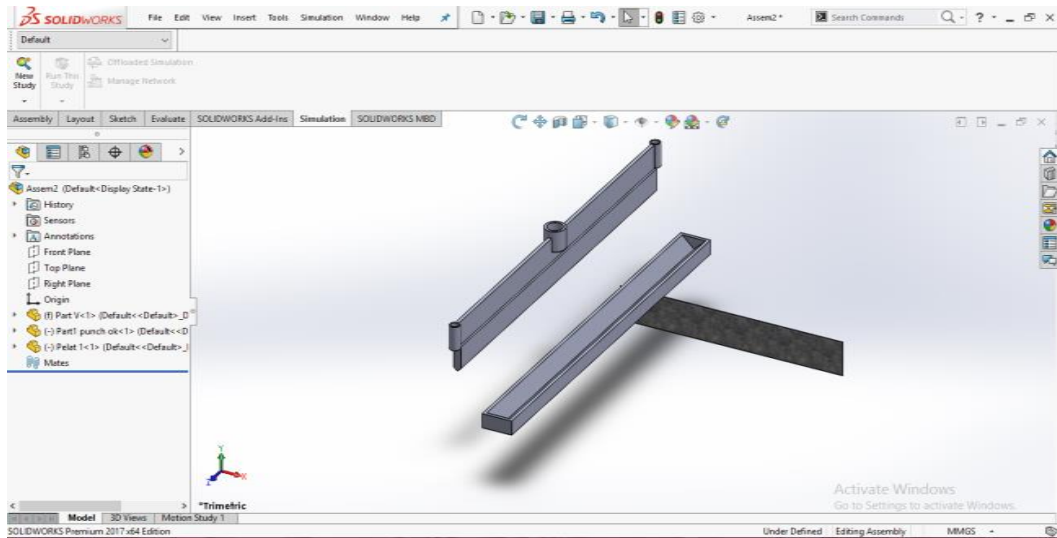 SOLIDWORKS File Edit View Insert Tools Simulation Window Help Assem2 * Search Commands ?
Default
New Study Run This Study Offloaded Simulation
Manage Network
Assembly Layout Sketch Evaluate SOLIDWORKS Add-Ins Simulation SOLIDWORKS MBD
Assem2 (Default<Display State-1>)
History
Sensors
Annotations
Front Plane
Top Plane
Right Plane
Origin
(f) Part V<1> (Default<<Default>_D
(-) Part1 punch ok<1> (Default<<D
(-) Pelat 1<1> (Default<<Default>_
Mates
Y
X
Z
*Trimetric
Activate Windows
Go to Settings to activate Windows.
Model 3D Views Motion Study 1
SOLIDWORKS Premium 2017 x64 Edition Under Defined Editing Assembly MMGS